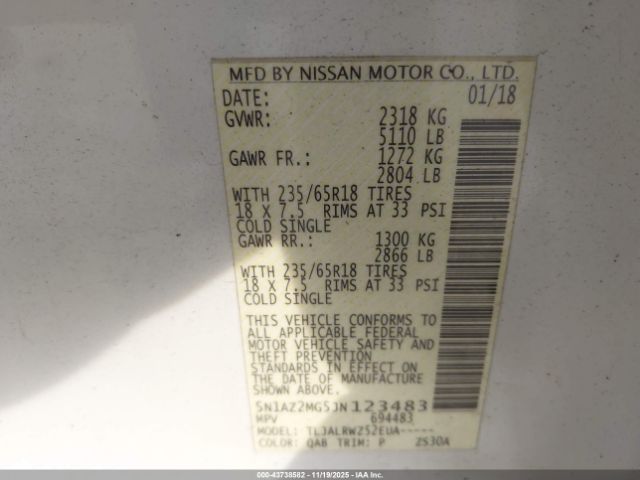 MFD BY NISSAN MOTOR CO., LTD.
DATE: 01/18
GVWR: 2318 KG
5110 LB
GAWR FR.: 1272 KG
2804 LB
WITH 235/65R18 TIRES
18 X 7.5 RIMS AT 33 PSI
COLD SINGLE
GAWR RR.: 1300 KG
2866 LB
WITH 235/65R18 TIRES
18 X 7.5 RIMS AT 33 PSI
COLD SINGLE
THIS VEHICLE CONFORMS TO
ALL APPLICABLE FEDERAL
MOTOR VEHICLE SAFETY AND
THEFT PREVENTION
STANDARDS IN EFFECT ON
THE DATE OF MANUFACTURE
SHOWN ABOVE.
5N1AZ2MG5JN123483
MPV 694483
MODEL: TLJALRWZ52EUA-----
COLOR: QAB TRIM: P ZS30A
000-43738582 - 11/19/2025 - IAA Inc.